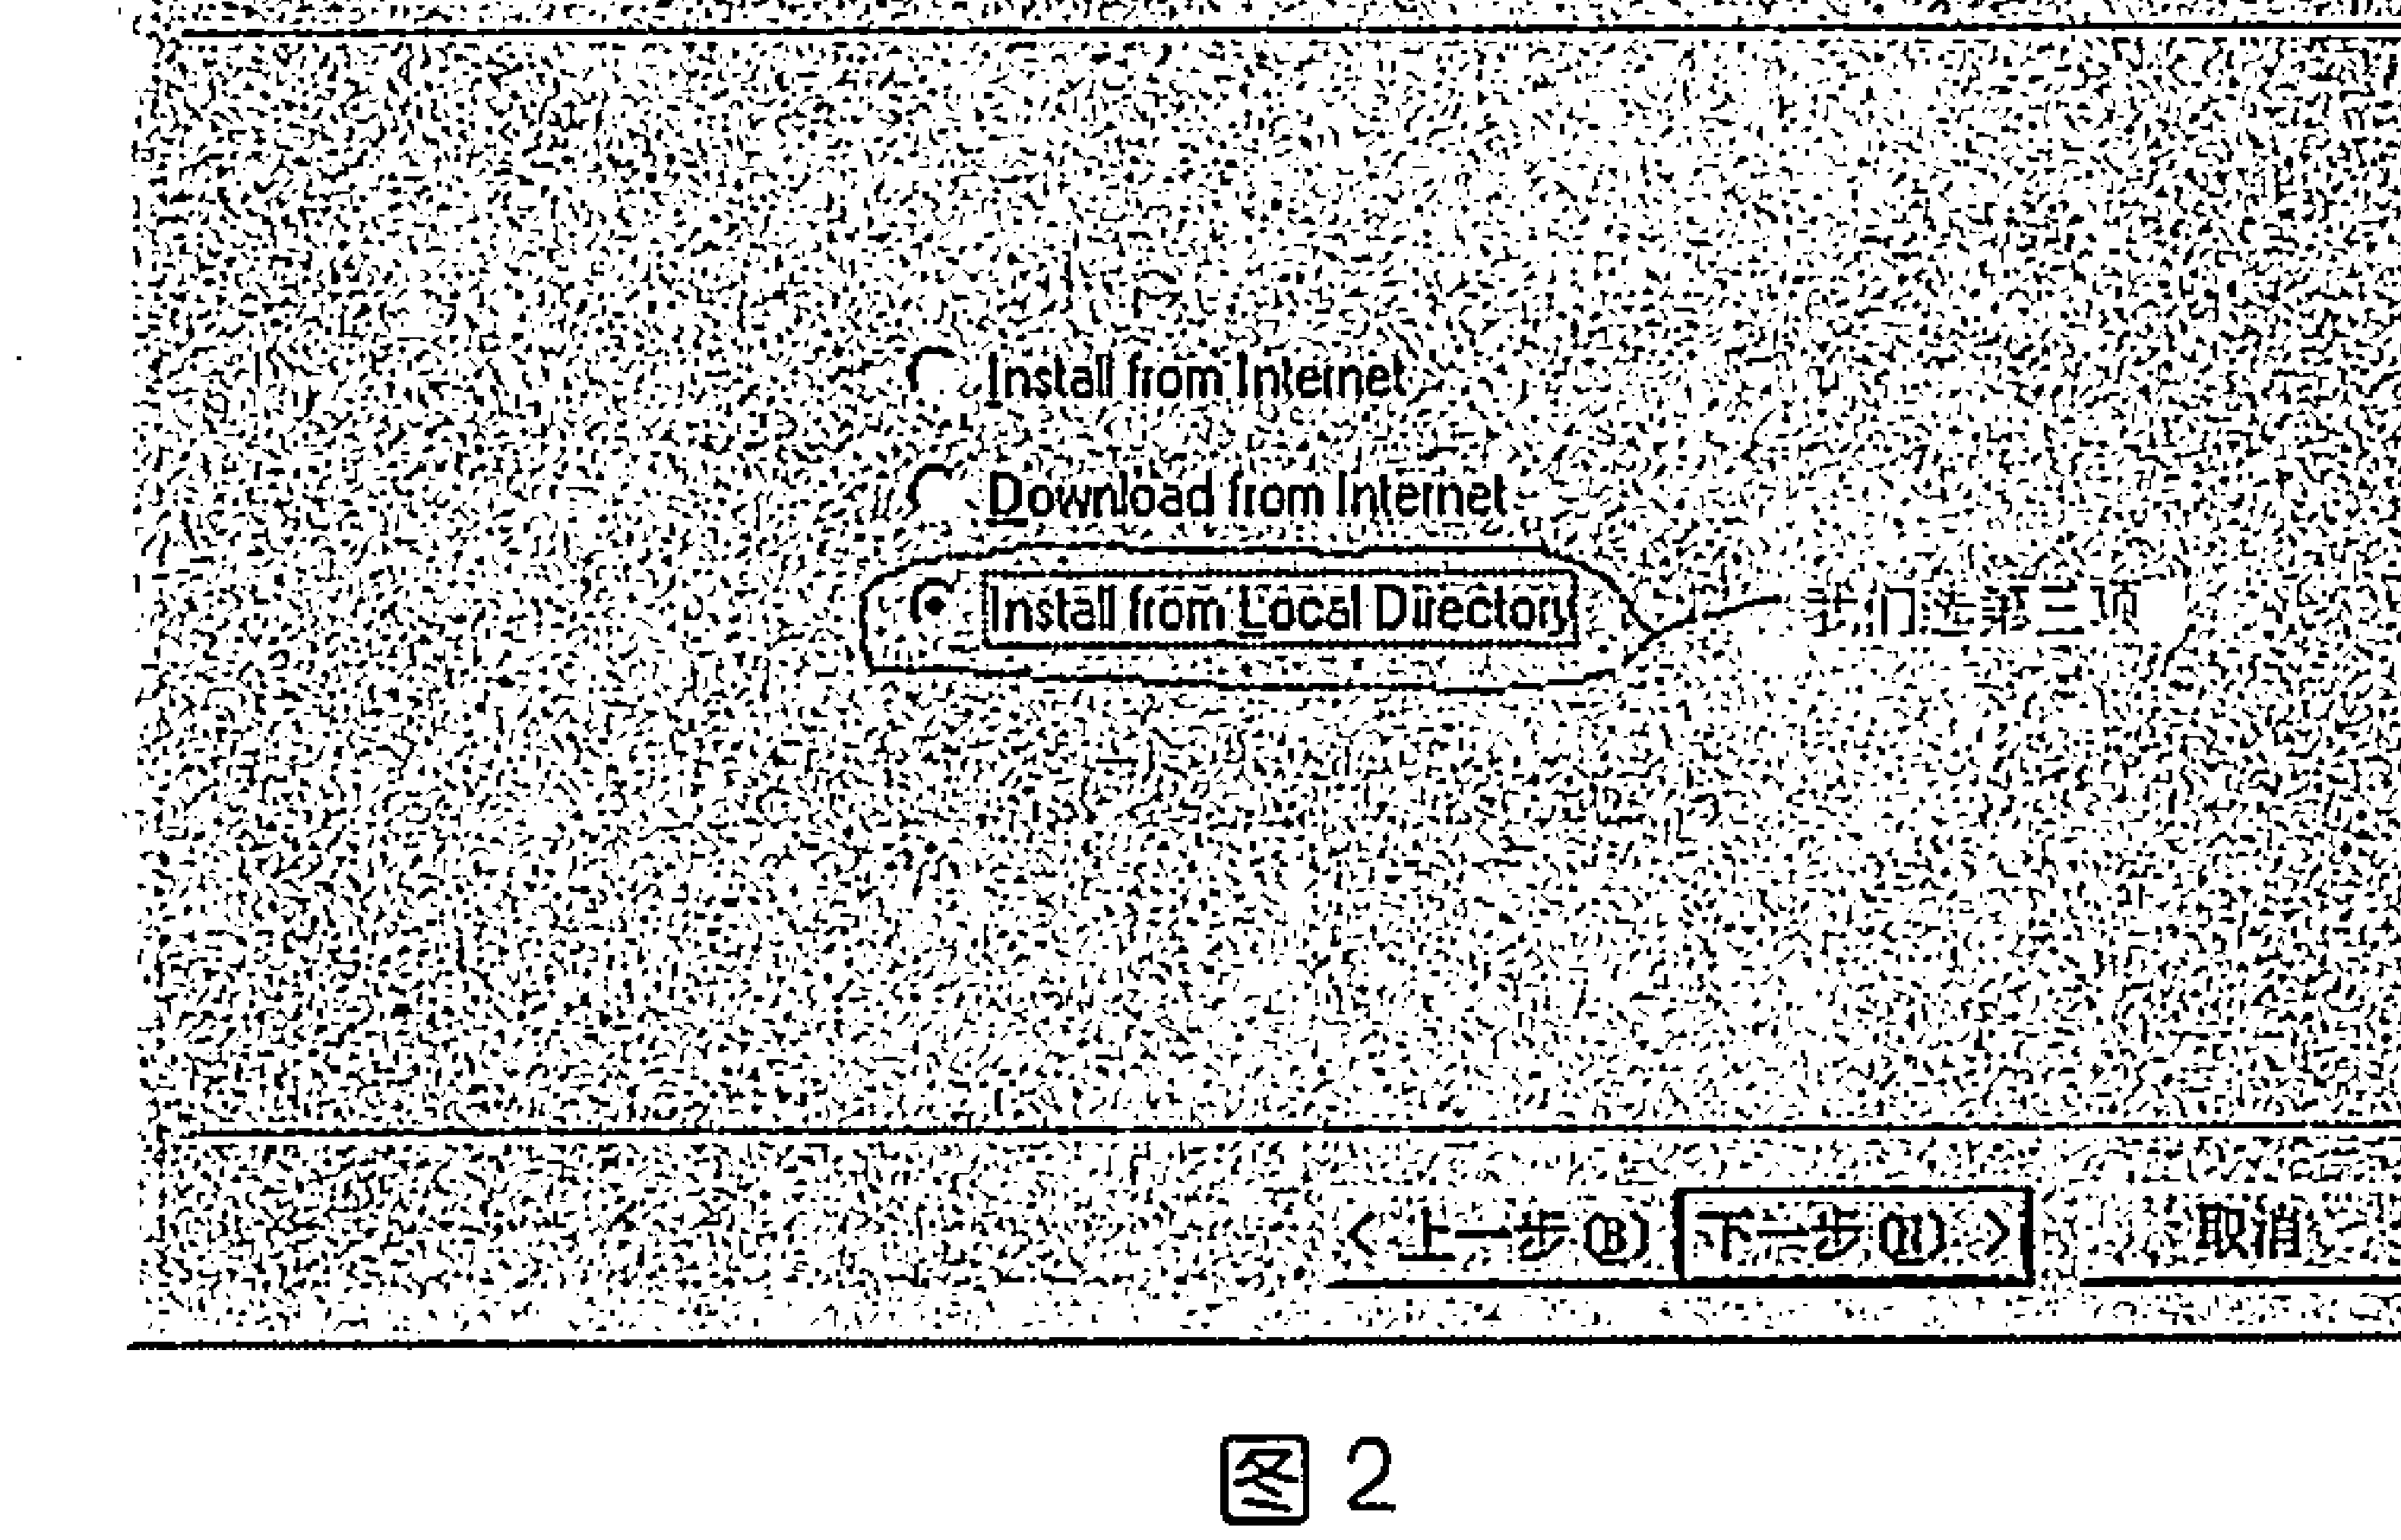 Install from Internet
Download from Internet
Install from Local Directory 我们选第三项
< 上一步(B) 下一步(N) > 取消
图 2